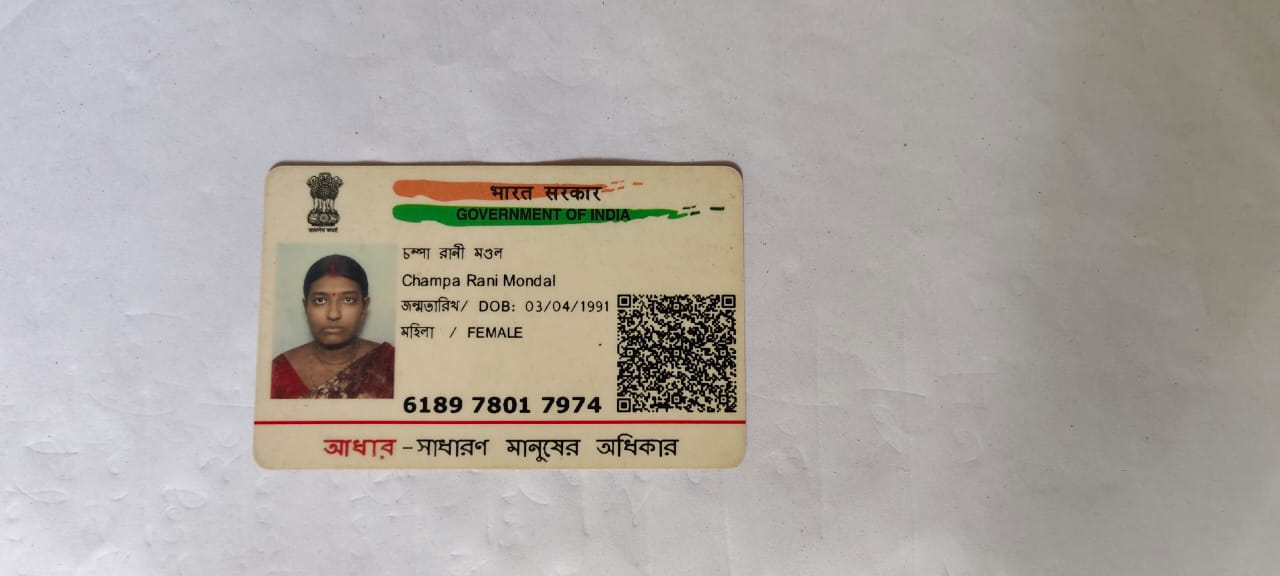 भारत सरकार
GOVERNMENT OF INDIA
চম্পা রানী মণ্ডল
Champa Rani Mondal
জন্মতারিখ/ DOB: 03/04/1991
মহিলা / FEMALE
6189 7801 7974
আধার - সাধারণ মানুষের অধিকার